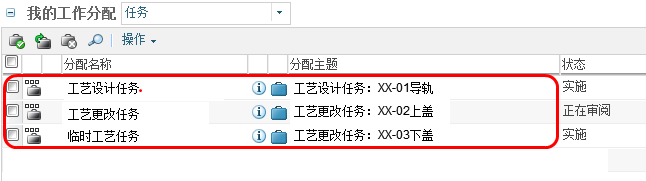 我的工作分配 任务
操作
分配名称 分配主题 状态
工艺设计任务 工艺设计任务：XX-01导轨 实施
工艺更改任务 工艺更改任务：XX-02上盖 正在审阅
临时工艺任务 工艺更改任务：XX-03下盖 实施